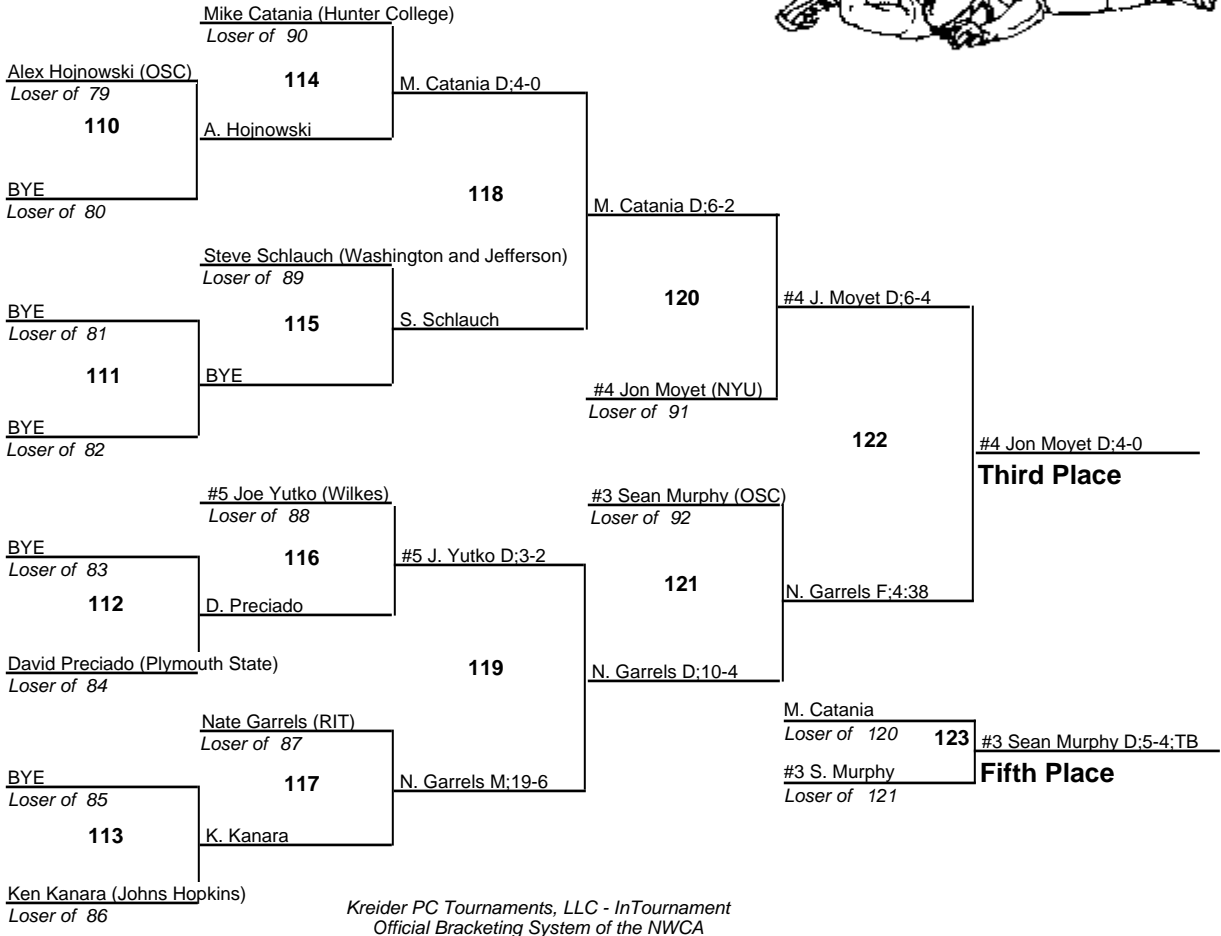 Mike Catania (Hunter College)
Loser of 90
Alex Hojnowski (OSC)
Loser of 79
114
M. Catania D;4-0
110
A. Hojnowski
BYE
Loser of 80
118
M. Catania D;6-2
Steve Schlauch (Washington and Jefferson)
Loser of 89
BYE
Loser of 81
115
S. Schlauch
120
#4 J. Moyet D;6-4
111
BYE
#4 Jon Moyet (NYU)
Loser of 91
BYE
Loser of 82
122
#4 Jon Moyet D;4-0
Third Place
#5 Joe Yutko (Wilkes)
Loser of 88
#3 Sean Murphy (OSC)
Loser of 92
BYE
Loser of 83
116
#5 J. Yutko D;3-2
121
N. Garrels F;4:38
112
D. Preciado
David Preciado (Plymouth State)
Loser of 84
119
N. Garrels D;10-4
Nate Garrels (RIT)
Loser of 87
M. Catania
Loser of 120
123
#3 Sean Murphy D;5-4;TB
Fifth Place
#3 S. Murphy
Loser of 121
BYE
Loser of 85
117
N. Garrels M;19-6
113
K. Kanara
Ken Kanara (Johns Hopkins)
Loser of 86
Kreider PC Tournaments, LLC - InTournament
Official Bracketing System of the NWCA